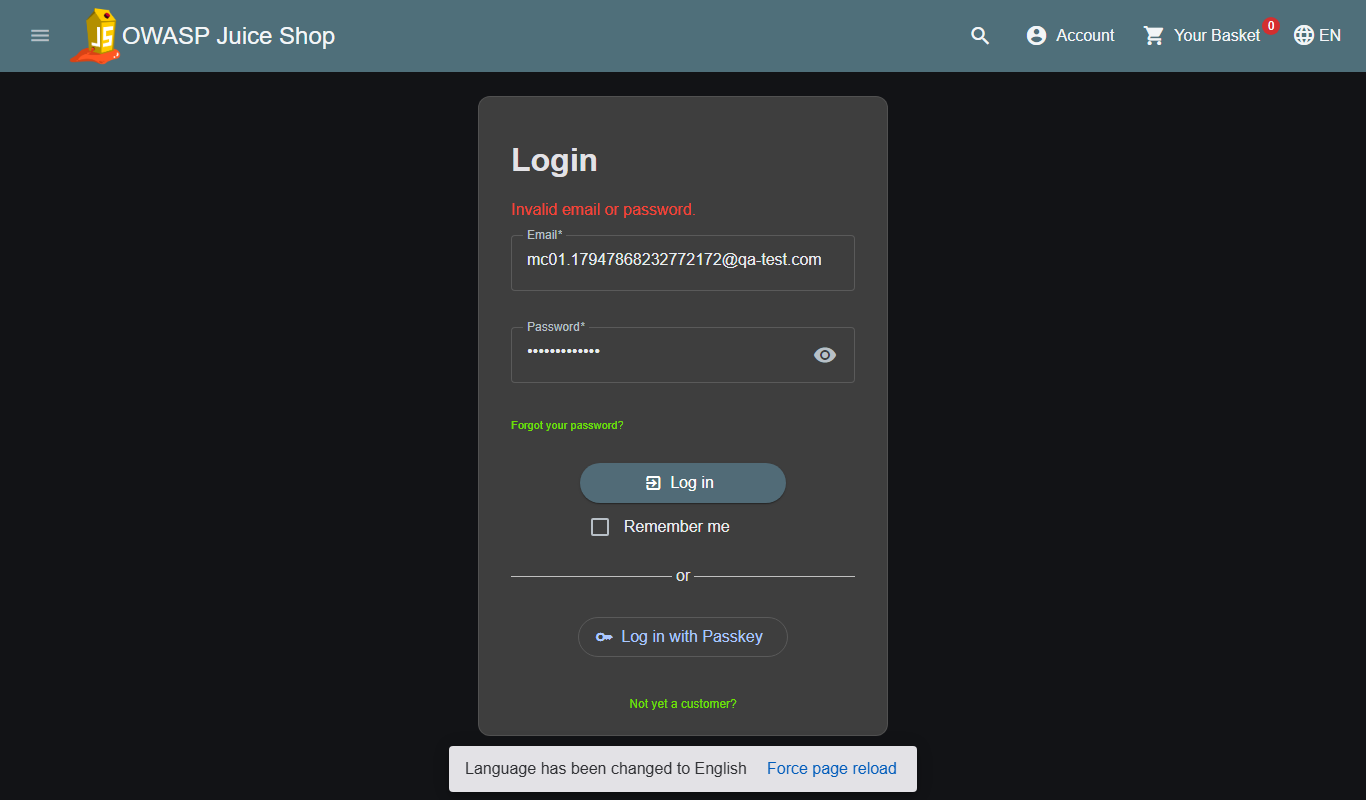 JS OWASP Juice Shop
Account
Your Basket 0
EN
Login
Invalid email or password.
Email*
mc01.17947868232772172@qa-test.com
Password*
•••••••••••••
Forgot your password?
Log in
Remember me
or
Log in with Passkey
Not yet a customer?
Language has been changed to English Force page reload